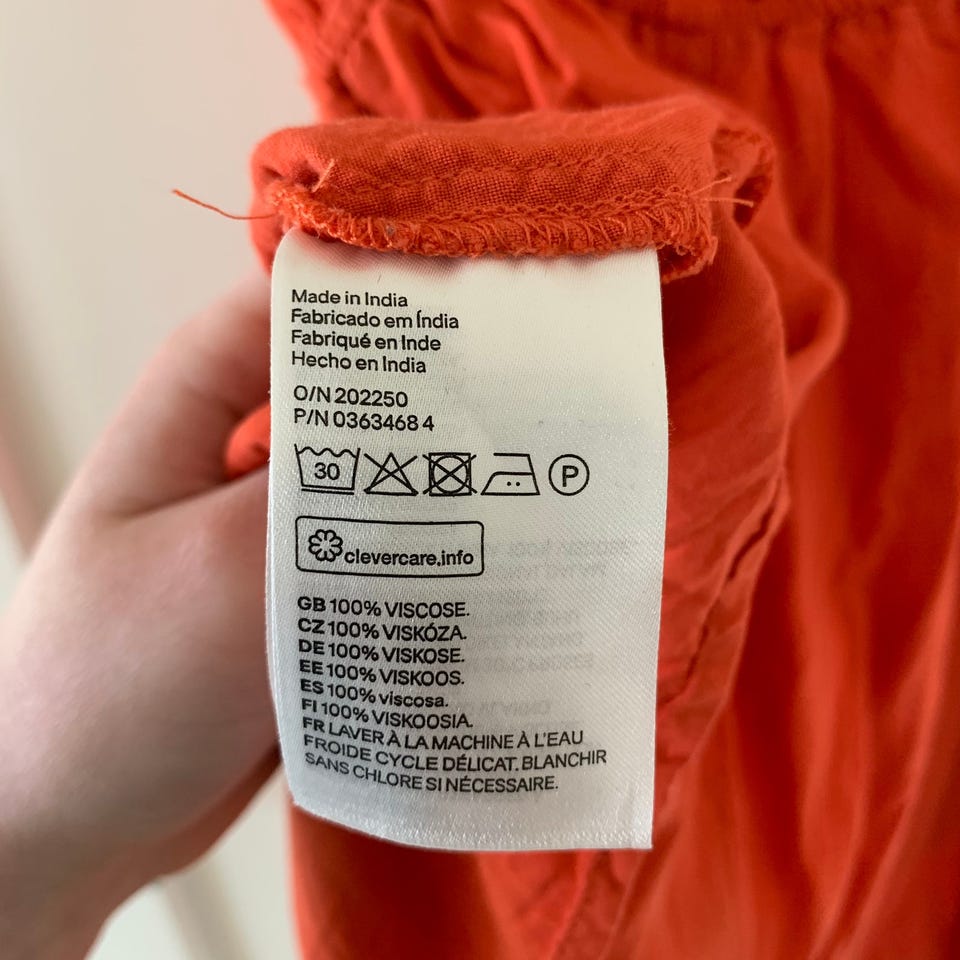 Made in India
Fabricado em Índia
Fabriqué en Inde
Hecho en India
O/N 202250
P/N 0363468 4
30 P
clevercare.info
GB 100% VISCOSE.
CZ 100% VISKÓZA.
DE 100% VISKOSE.
EE 100% VISKOOS.
ES 100% viscosa.
FI 100% VISKOOSIA.
FR LAVER À LA MACHINE À L'EAU
FROIDE CYCLE DÉLICAT. BLANCHIR
SANS CHLORE SI NÉCESSAIRE.